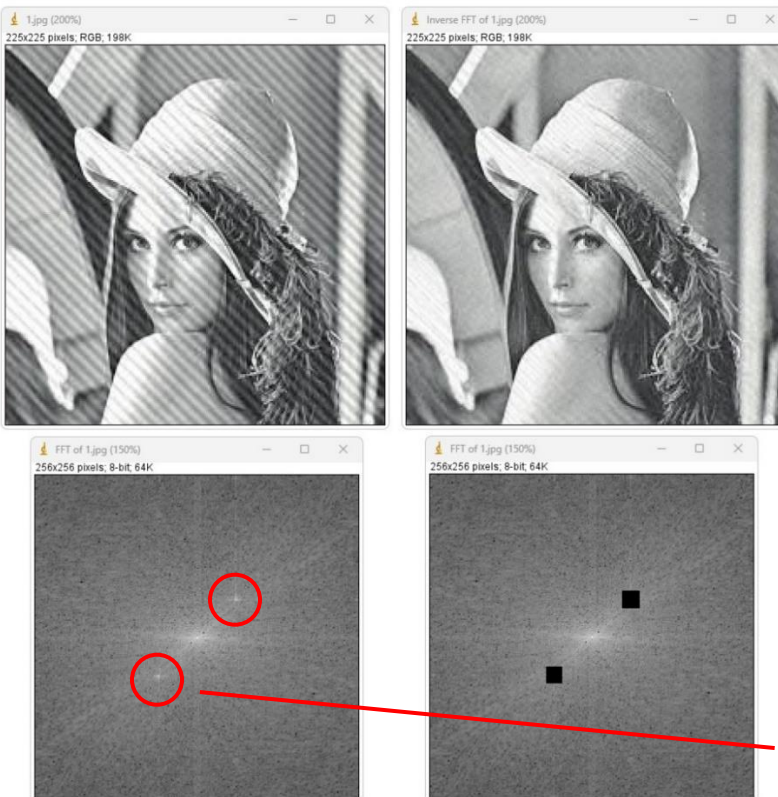 1.jpg (200%)
225x225 pixels; RGB; 198K
Inverse FFT of 1.jpg (200%)
225x225 pixels; RGB; 198K
FFT of 1.jpg (150%)
256x256 pixels; 8-bit; 64K
FFT of 1.jpg (150%)
256x256 pixels; 8-bit; 64K